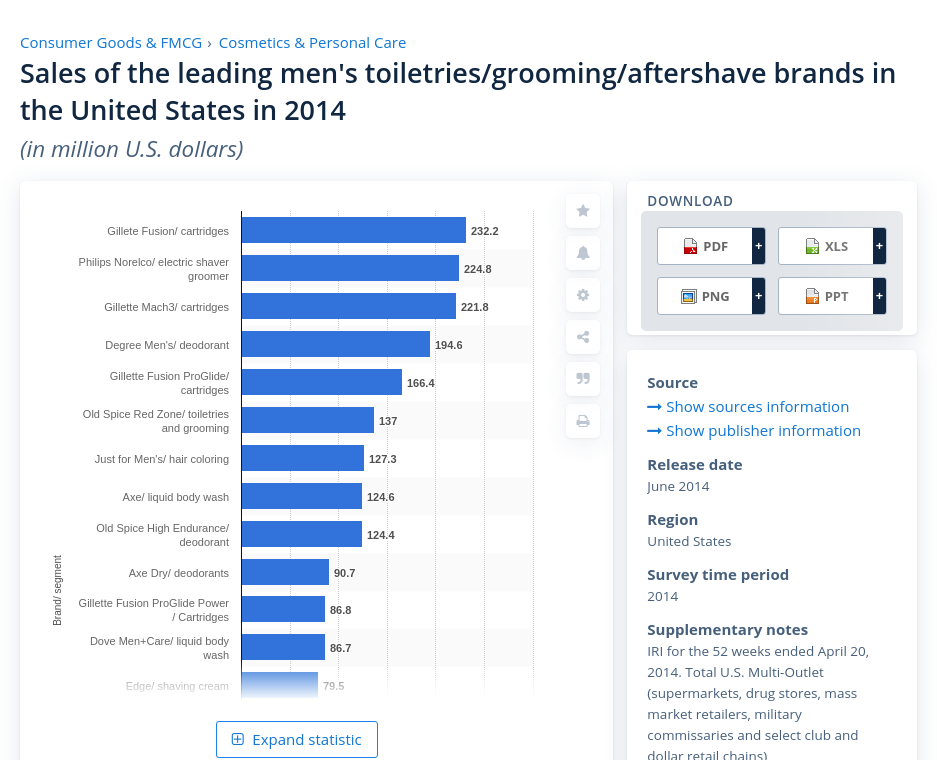 Consumer Goods & FMCG › Cosmetics & Personal Care
Sales of the leading men's toiletries/grooming/aftershave brands in
the United States in 2014
(in million U.S. dollars)
Gillete Fusion/ cartridges 232.2
Philips Norelco/ electric shaver
groomer 224.8
Gillette Mach3/ cartridges 221.8
Degree Men's/ deodorant 194.6
Gillette Fusion ProGlide/
cartridges 166.4
Old Spice Red Zone/ toiletries
and grooming 137
Just for Men's/ hair coloring 127.3
Axe/ liquid body wash 124.6
Old Spice High Endurance/
deodorant 124.4
Axe Dry/ deodorants 90.7
Gillette Fusion ProGlide Power
/ Cartridges 86.8
Dove Men+Care/ liquid body
wash 86.7
Edge/ shaving cream 79.5
Brand/ segment
Expand statistic
DOWNLOAD
PDF + XLS +
PNG + PPT +
Source
Show sources information
Show publisher information
Release date
June 2014
Region
United States
Survey time period
2014
Supplementary notes
IRI for the 52 weeks ended April 20,
2014. Total U.S. Multi-Outlet
(supermarkets, drug stores, mass
market retailers, military
commissaries and select club and
dollar retail chains)